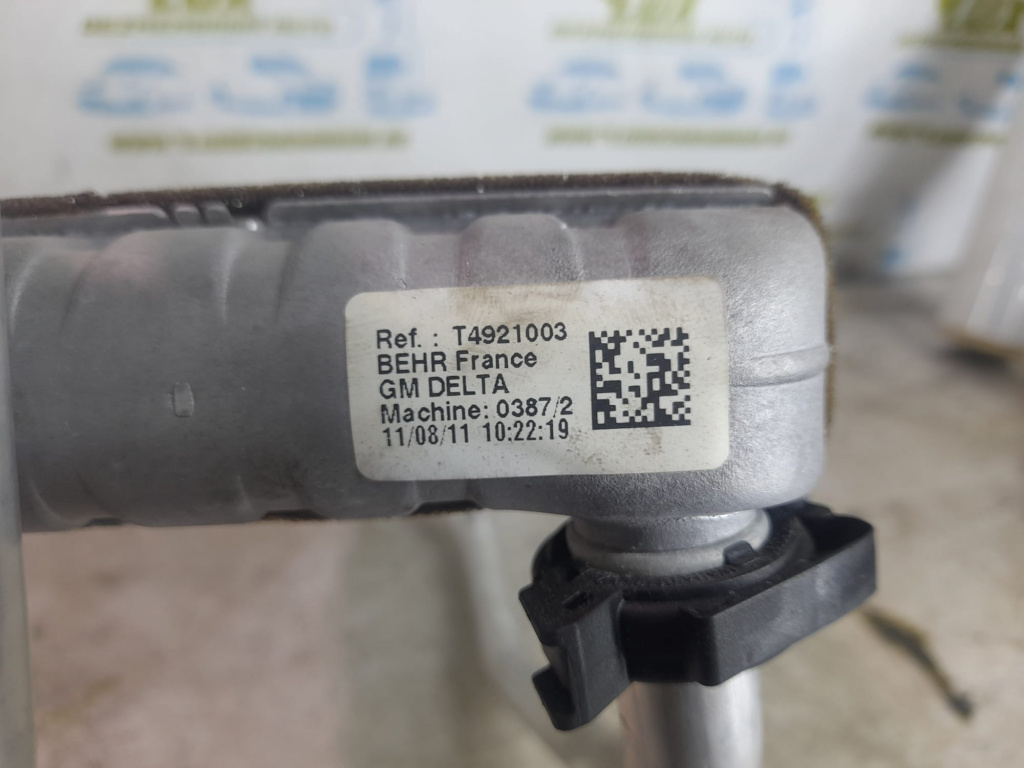 Ref. : T4921003
BEHR France
GM DELTA
Machine: 0387/2
11/08/11 10:22:19